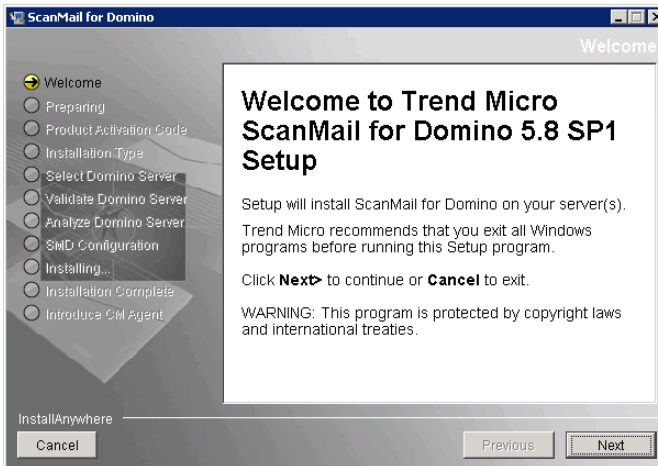 ScanMail for Domino
Welcome
Welcome
Preparing
Product Activation Code
Installation Type
Select Domino Server
Validate Domino Server
Analyze Domino Server
SMD Configuration
Installing...
Installation Complete
Introduce CM Agent
Welcome to Trend Micro
ScanMail for Domino 5.8 SP1
Setup
Setup will install ScanMail for Domino on your server(s).
Trend Micro recommends that you exit all Windows
programs before running this Setup program.
Click Next> to continue or Cancel to exit.
WARNING: This program is protected by copyright laws
and international treaties.
InstallAnywhere
Cancel
Previous
Next